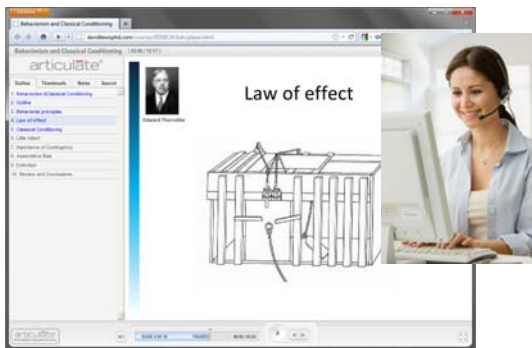 Behaviorism and Classical Conditioning
Behaviorism and Classical Conditioning
articulate
Outline Thumbnails Notes Search
1. Behaviorism &Classical Conditioning
2. Outline
3. Behavioral principles
4. Law of effect
5. Classical Conditioning
6. Little Albert
7. Importance of Contingency
8. Associative Bias
9. Extinction
10. Review and Conclusions
Law of effect
Edward Thorndike
articulate